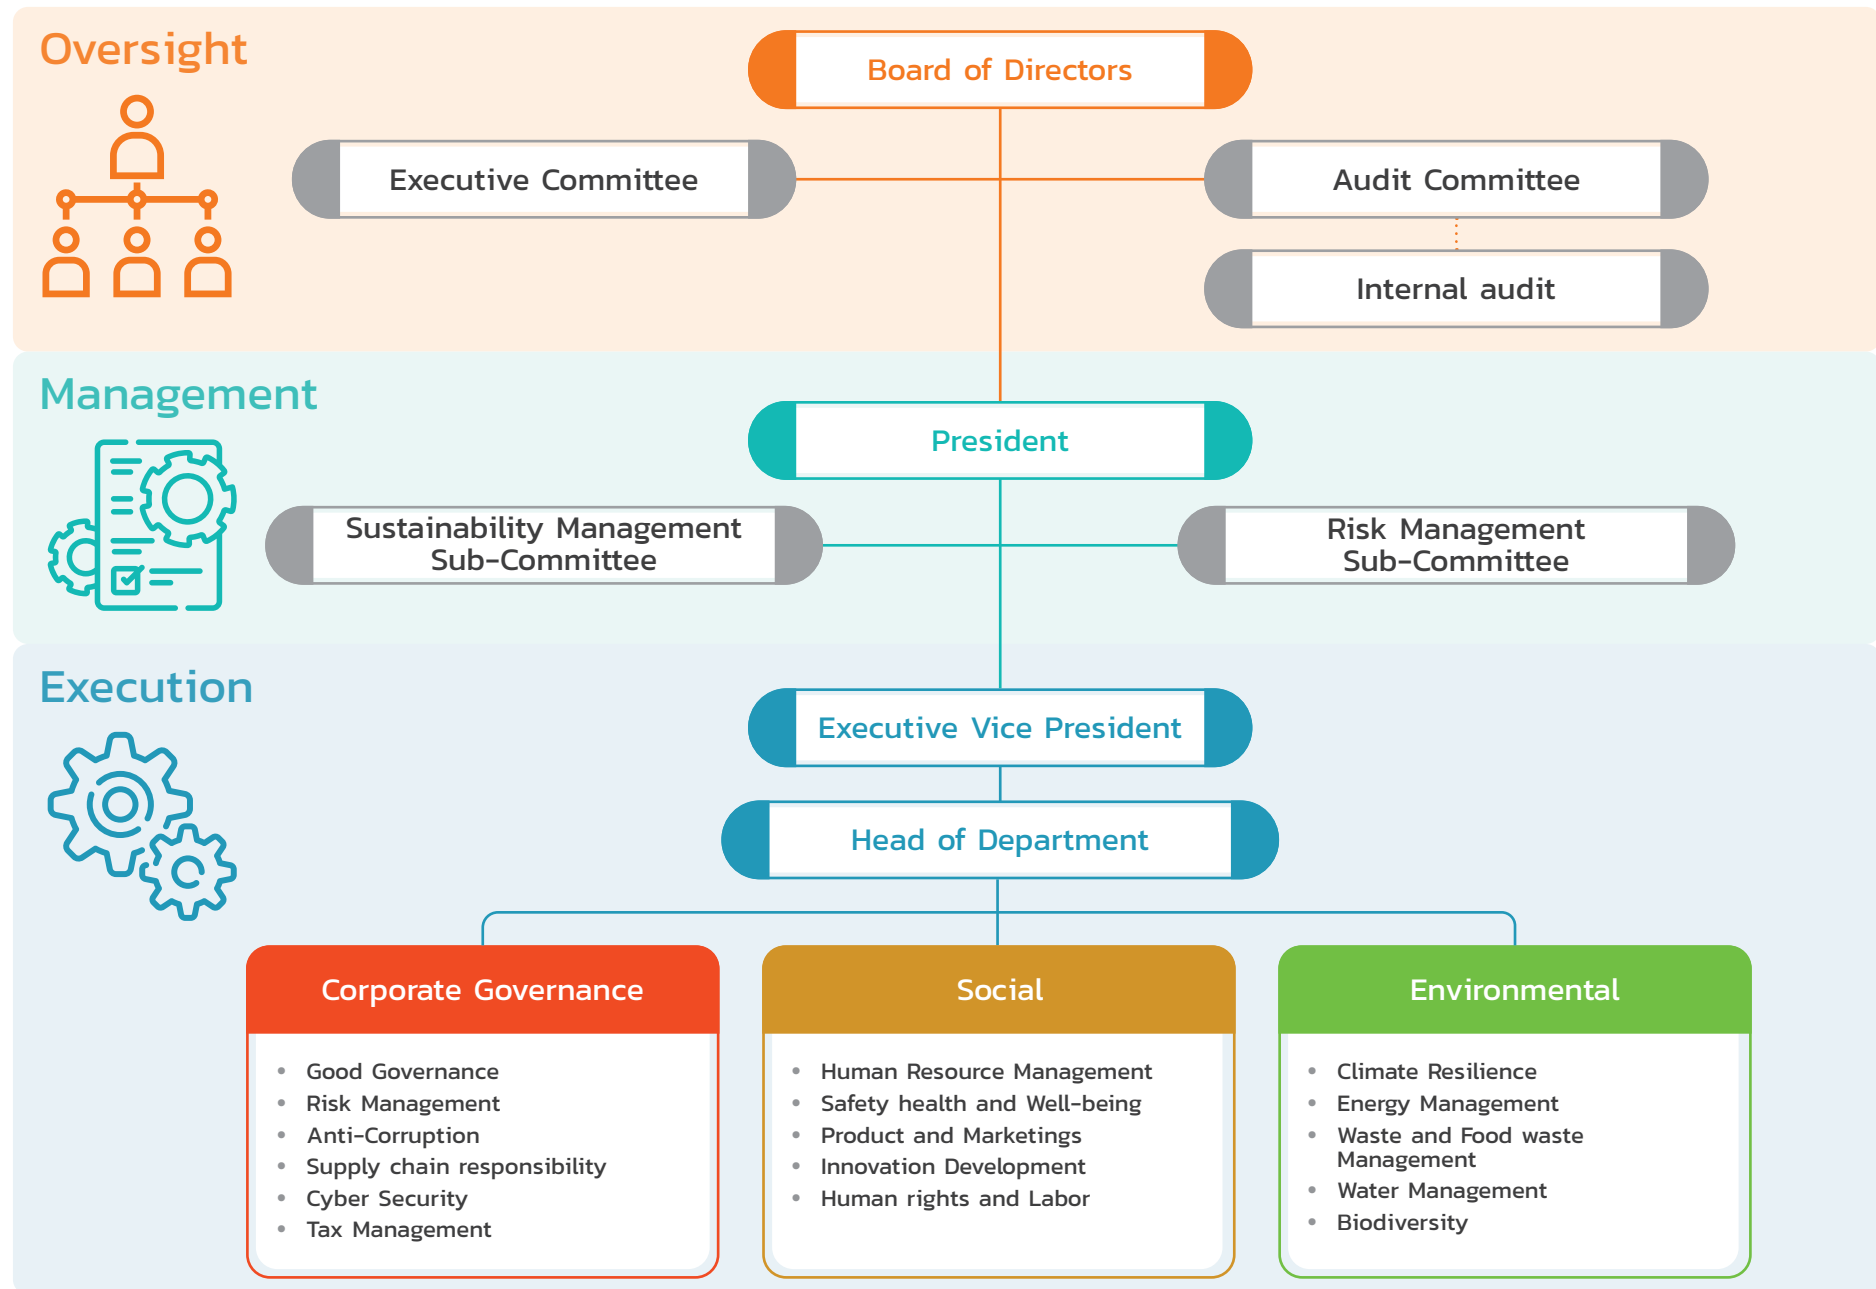 Oversight
Board of Directors
Executive Committee
Audit Committee
Internal audit
Management
President
Sustainability Management
Sub-Committee
Risk Management
Sub-Committee
Execution
Executive Vice President
Head of Department
Corporate Governance
• Good Governance
• Risk Management
• Anti-Corruption
• Supply chain responsibility
• Cyber Security
• Tax Management
Social
• Human Resource Management
• Safety health and Well-being
• Product and Marketings
• Innovation Development
• Human rights and Labor
Environmental
• Climate Resilience
• Energy Management
• Waste and Food waste
Management
• Water Management
• Biodiversity